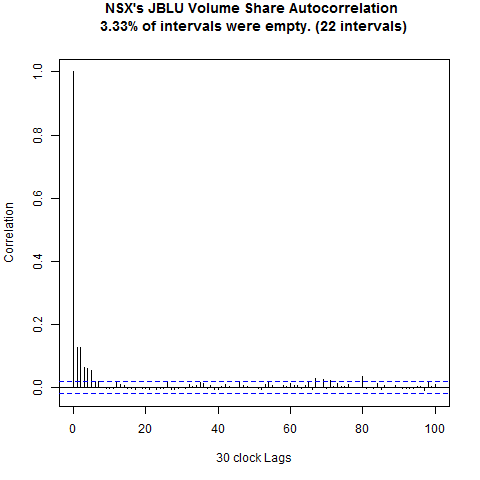 NSX's JBLU Volume Share Autocorrelation
3.33% of intervals were empty. (22 intervals)
Correlation
1.0
0.8
0.6
0.4
0.2
0.0
0 20 40 60 80 100
30 clock Lags